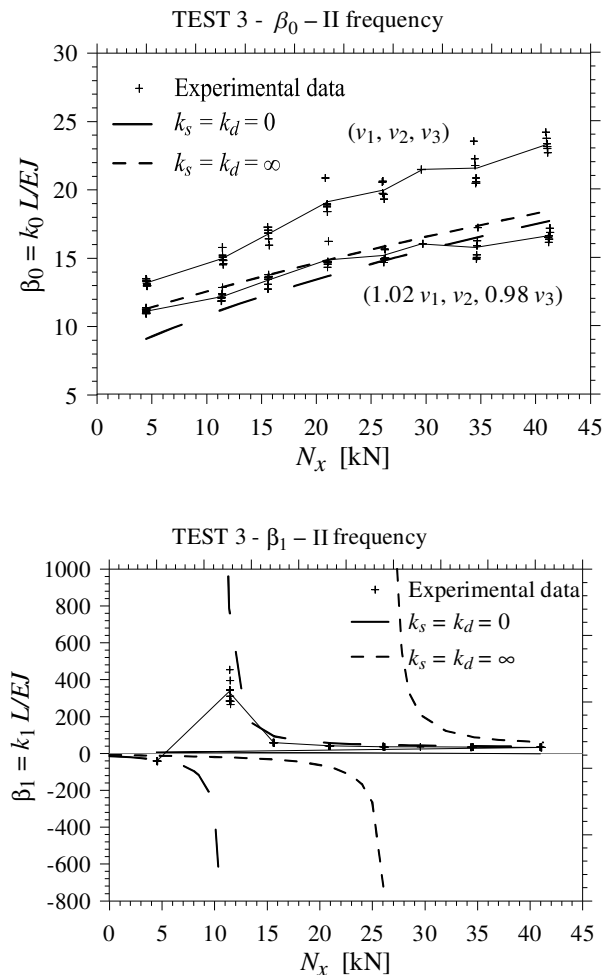 TEST 3 - β₀ – II frequency
30
25
20
15
10
5
β₀ = k₀ L/EJ
Experimental data
kₛ = k_d = 0
kₛ = k_d = ∞
(v₁, v₂, v₃)
(1.02 v₁, v₂, 0.98 v₃)
0 5 10 15 20 25 30 35 40 45
Nₓ [kN]
TEST 3 - β₁ – II frequency
1000
800
600
400
200
0
-200
-400
-600
-800
β₁ = k₁ L/EJ
Experimental data
kₛ = k_d = 0
kₛ = k_d = ∞
0 5 10 15 20 25 30 35 40 45
Nₓ [kN]